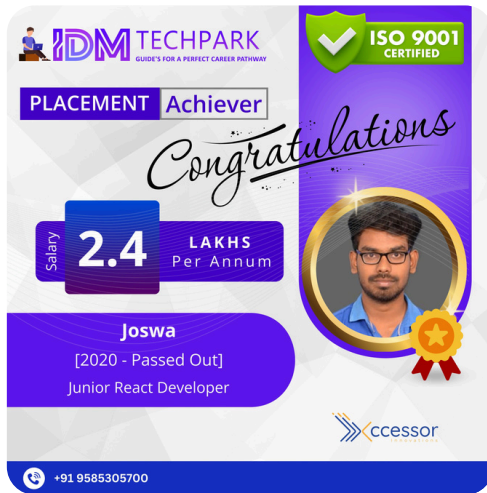 IDM TECHPARK
GUIDE'S FOR A PERFECT CAREER PATHWAY
ISO 9001
CERTIFIED
PLACEMENT Achiever
Congratulations
Salary
2.4
LAKHS
Per Annum
Joswa
[2020 - Passed Out]
Junior React Developer
Xccessor
+91 9585305700